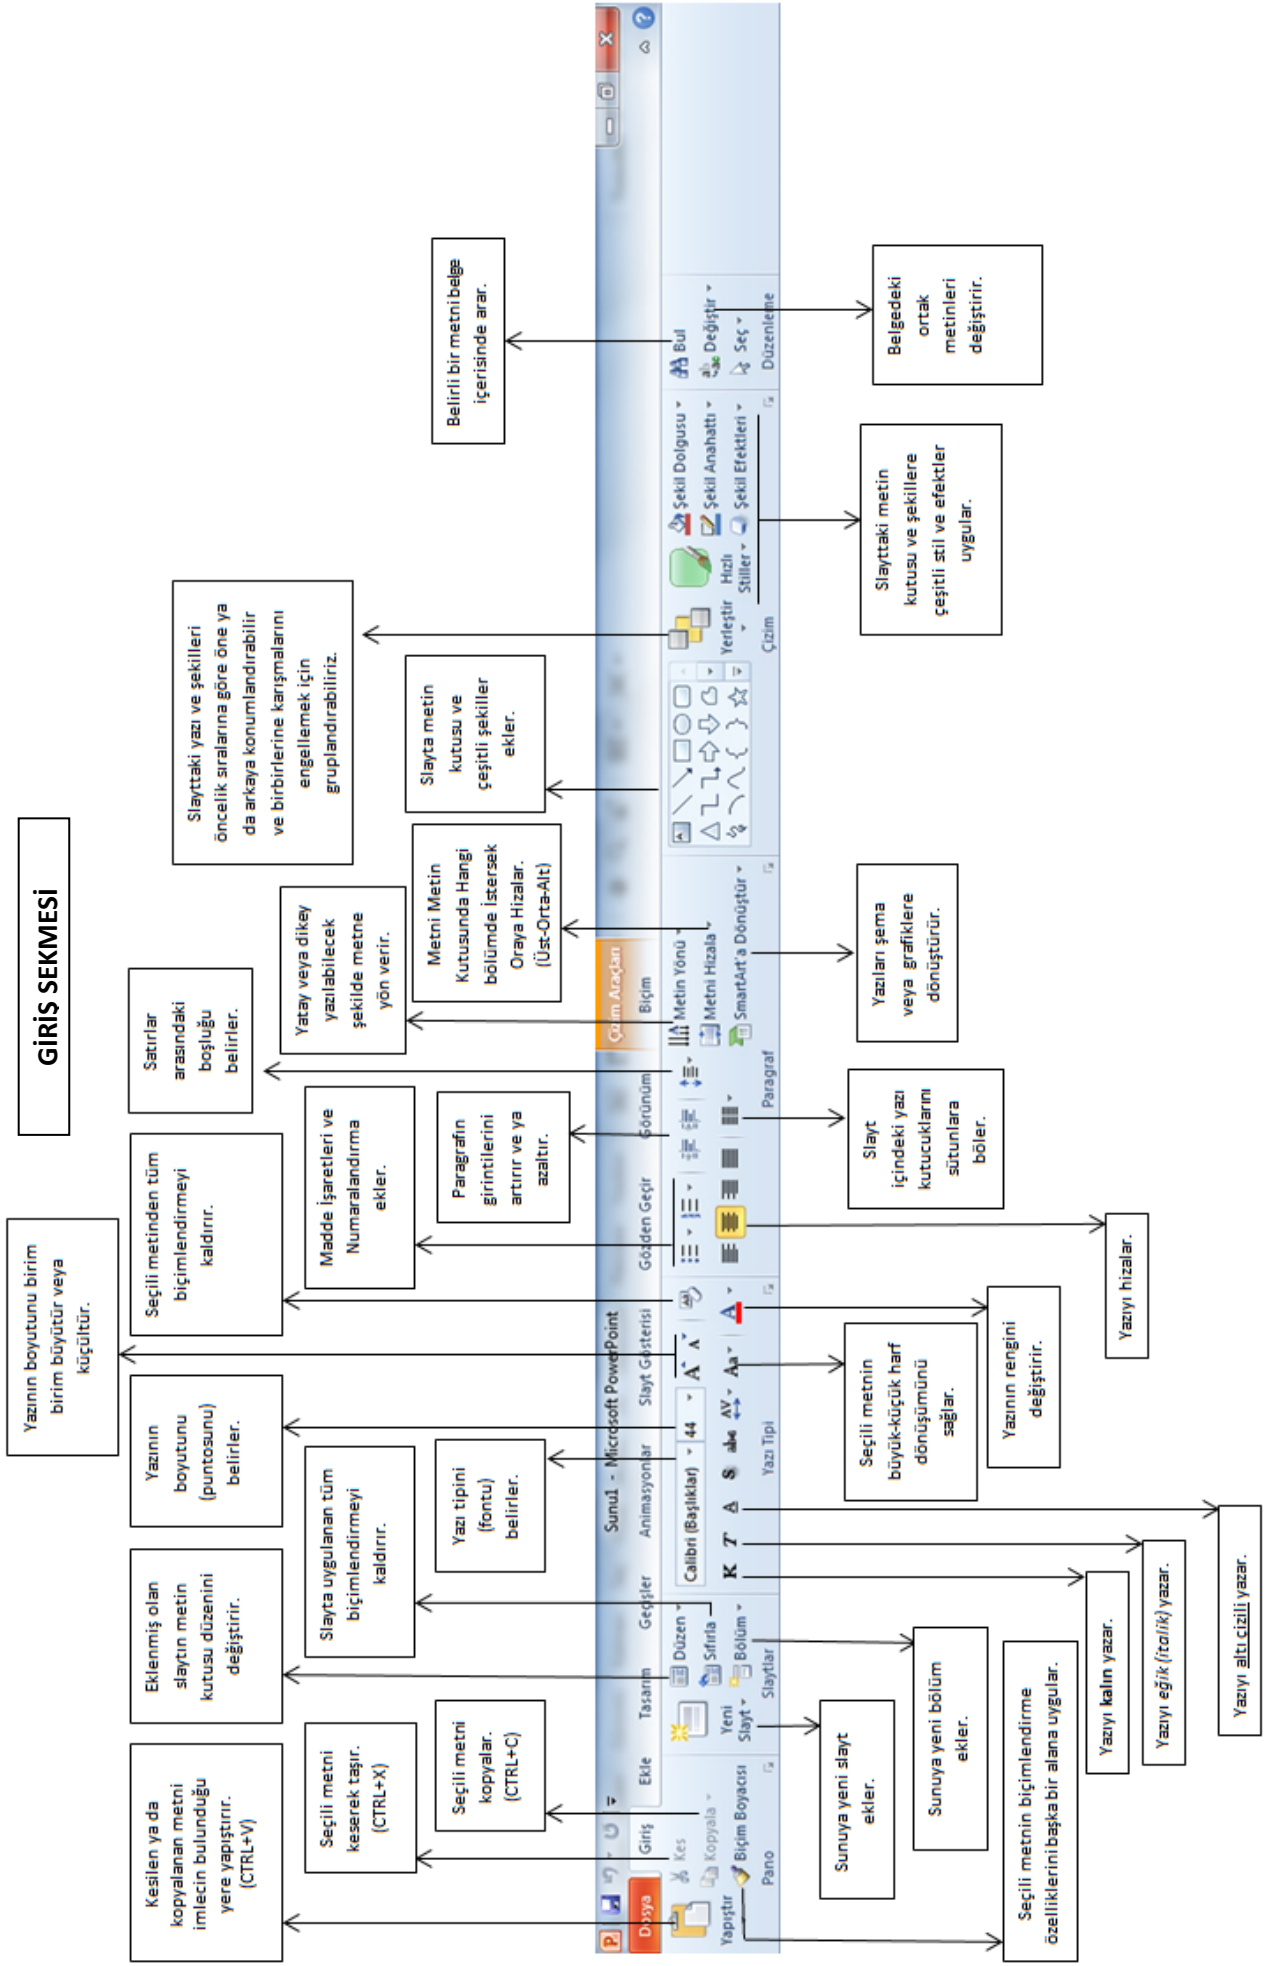 GİRİŞ SEKMESİ
Yazının boyutunu birim
birim büyütür veya
küçültür.
Kesilen ya da
kopyalanan metni
imlecin bulunduğu
yere yapıştırır.
(CTRL+V)
Eklenmiş olan
slaytın metin
kutusu düzenini
değiştirir.
Yazının
boyutunu
(puntosunu)
belirler.
Seçili metinden tüm
biçimlendirmeyi
kaldırır.
Satırlar
arasındaki
boşluğu
belirler.
Slayttaki yazı ve şekilleri
öncelik sıralarına göre öne ya
da arkaya konumlandırabilir
ve birbirlerine karışmalarını
engellemek için
gruplandırabiliriz.
Seçili metni
keserek taşır.
(CTRL+X)
Slayta uygulanan tüm
biçimlendirmeyi
kaldırır.
Madde İşaretleri ve
Numaralandırma
ekler.
Yatay veya dikey
yazılabilecek
şekilde metne
yön verir.
Seçili metni
kopyalar.
(CTRL+C)
Yazı tipini
(fontu)
belirler.
Paragrafın
girintilerini
artırır ve ya
azaltır.
Metni Metin
Kutusunda Hangi
bölümde İstersek
Oraya Hizalar.
(Üst-Orta-Alt)
Slayta metin
kutusu ve
çeşitli şekiller
ekler.
Belirli bir metni belge
içerisinde arar.
Sunu1 - Microsoft PowerPoint
Çizim Araçları
Dosya Giriş Ekle Tasarım Geçişler Animasyonlar Slayt Gösterisi Gözden Geçir Görünüm Biçim
Yapıştır
Kes
Kopyala
Biçim Boyacısı
Pano
Yeni
Slayt
Düzen
Sıfırla
Bölüm
Slaytlar
Calibri (Başlıklar) 44 A A
K T A S abc AV Aa A
Yazı Tipi
Metin Yönü
Metni Hizala
SmartArt'a Dönüştür
Paragraf
Yerleştir
Hızlı
Stiller
Şekil Dolgusu
Şekil Anahattı
Şekil Efektleri
Çizim
Bul
Değiştir
Seç
Düzenleme
Sunuya yeni slayt
ekler.
Sunuya yeni bölüm
ekler.
Seçili metnin biçimlendirme
özelliklerini başka bir alana uygular.
Yazıyı kalın yazar.
Yazıyı eğik (italik) yazar.
Yazıyı altı çizili yazar.
Seçili metnin
büyük-küçük harf
dönüşümünü
sağlar.
Yazının rengini
değiştirir.
Yazıyı hizalar.
Slayt
içindeki yazı
kutucuklarını
sütunlara
böler.
Yazıları şema
veya grafiklere
dönüştürür.
Slayttaki metin
kutusu ve şekillere
çeşitli stil ve efektler
uygular.
Belgedeki
ortak
metinleri
değiştirir.